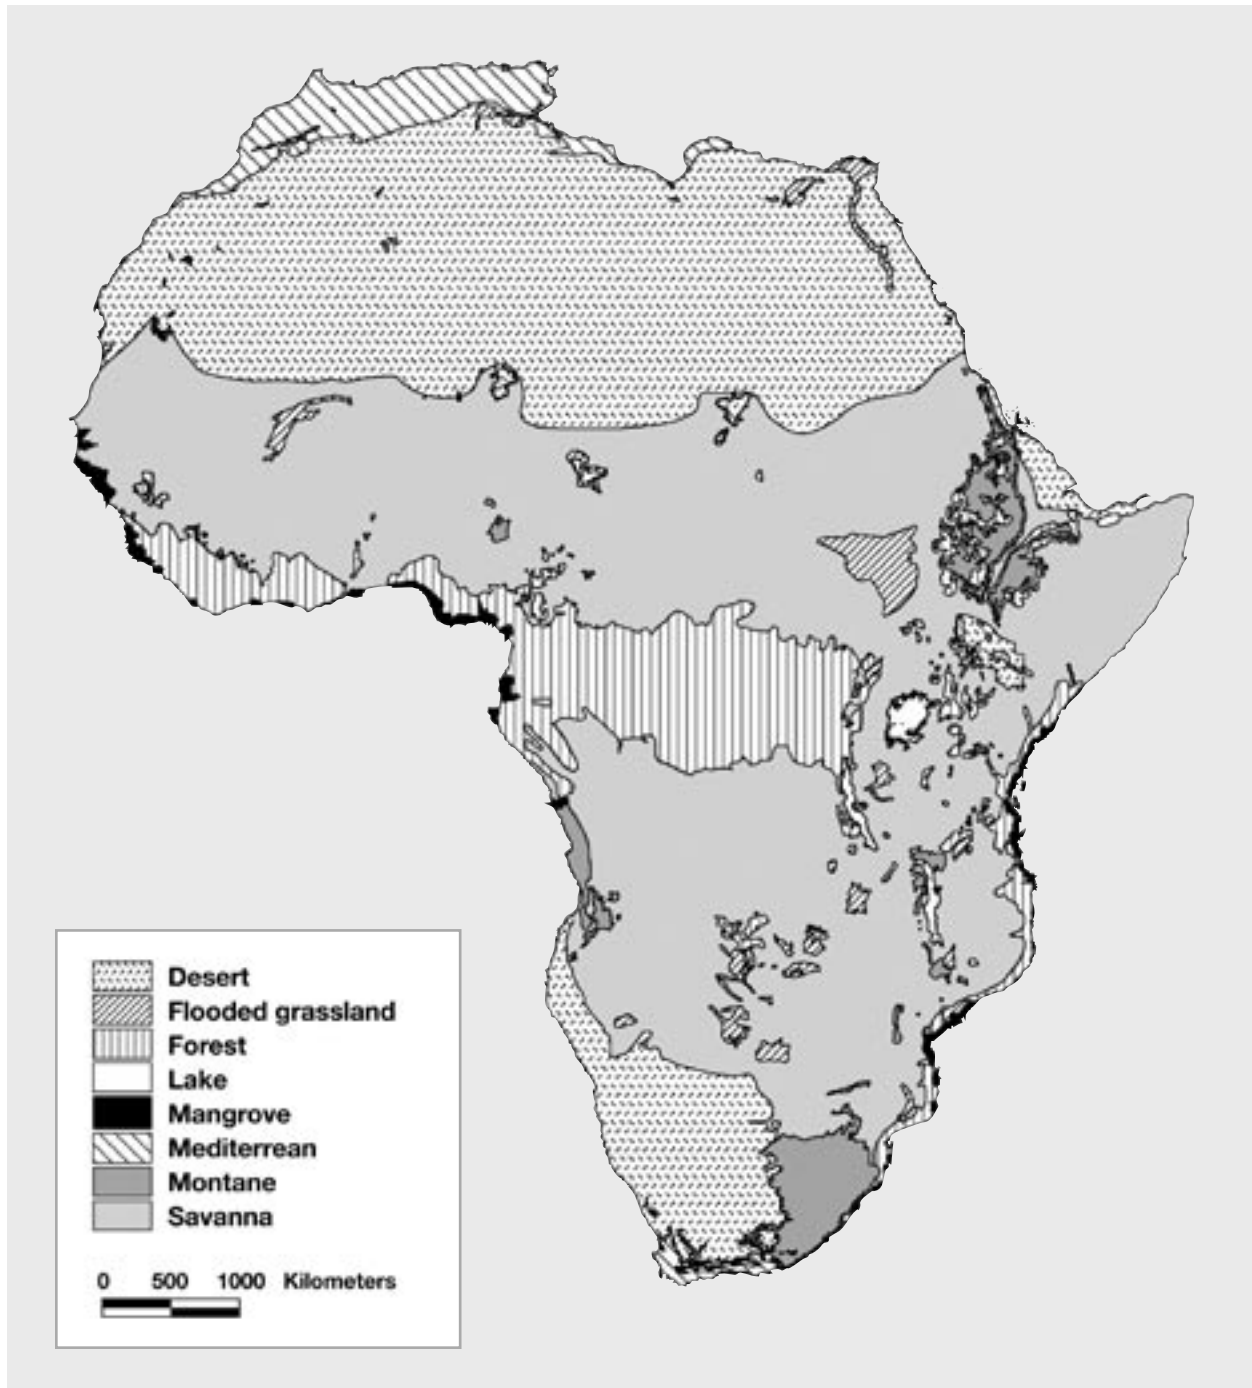 Desert
Flooded grassland
Forest
Lake
Mangrove
Mediterrean
Montane
Savanna
0 500 1000 Kilometers